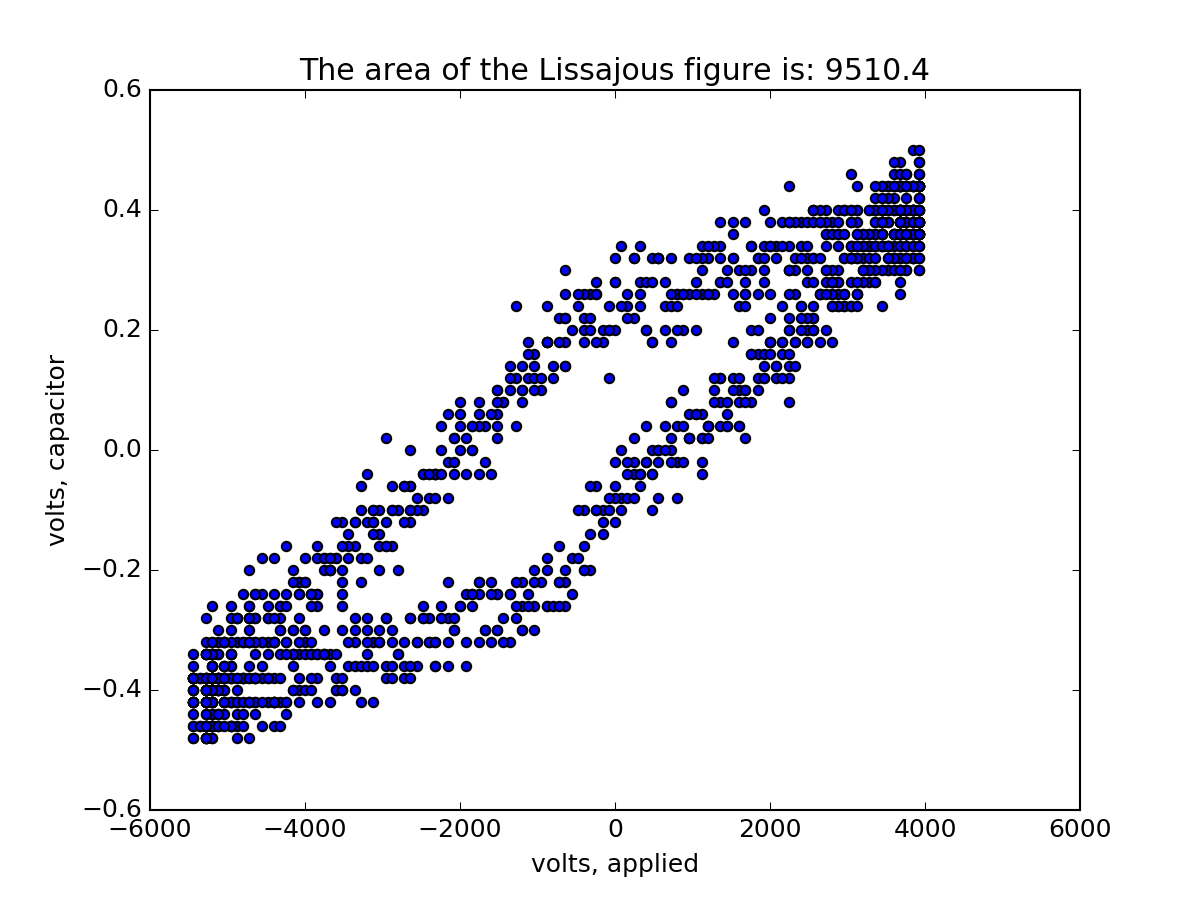 The area of the Lissajous figure is: 9510.4
0.6
0.4
0.2
0.0
−0.2
−0.4
−0.6
volts, capacitor
−6000 −4000 −2000 0 2000 4000 6000
volts, applied